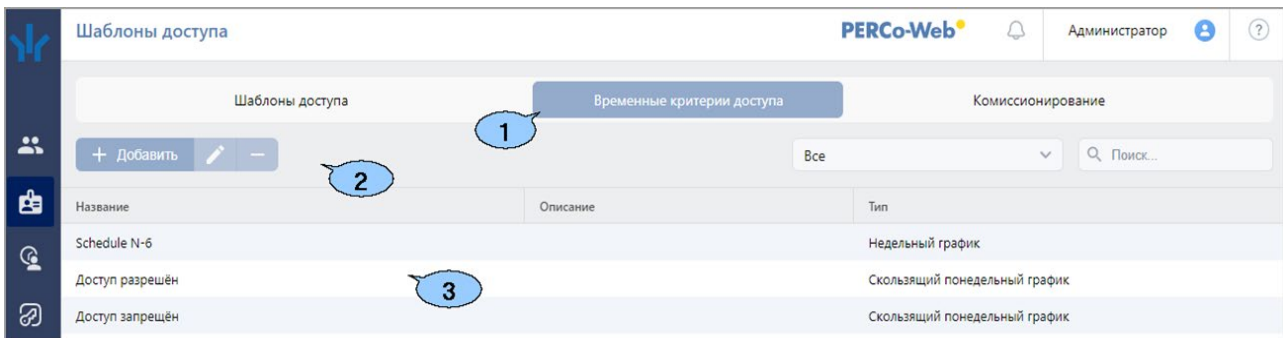 Шаблоны доступа PERCo-Web Администратор ?
Шаблоны доступа Временные критерии доступа Комиссионирование
1
+ Добавить Все Поиск...
2
Название Описание Тип
Schedule N-6 Недельный график
Доступ разрешён Скользящий понедельный график
3
Доступ запрещён Скользящий понедельный график